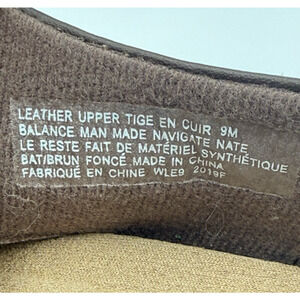 LEATHER UPPER TIGE EN CUIR 9M
BALANCE MAN MADE NAVIGATE NATE
LE RESTE FAIT DE MATÉRIEL SYNTHÉTIQUE
BAT/BRUN FONCÉ MADE IN CHINA
FABRIQUÉ EN CHINE WLE9 2019F